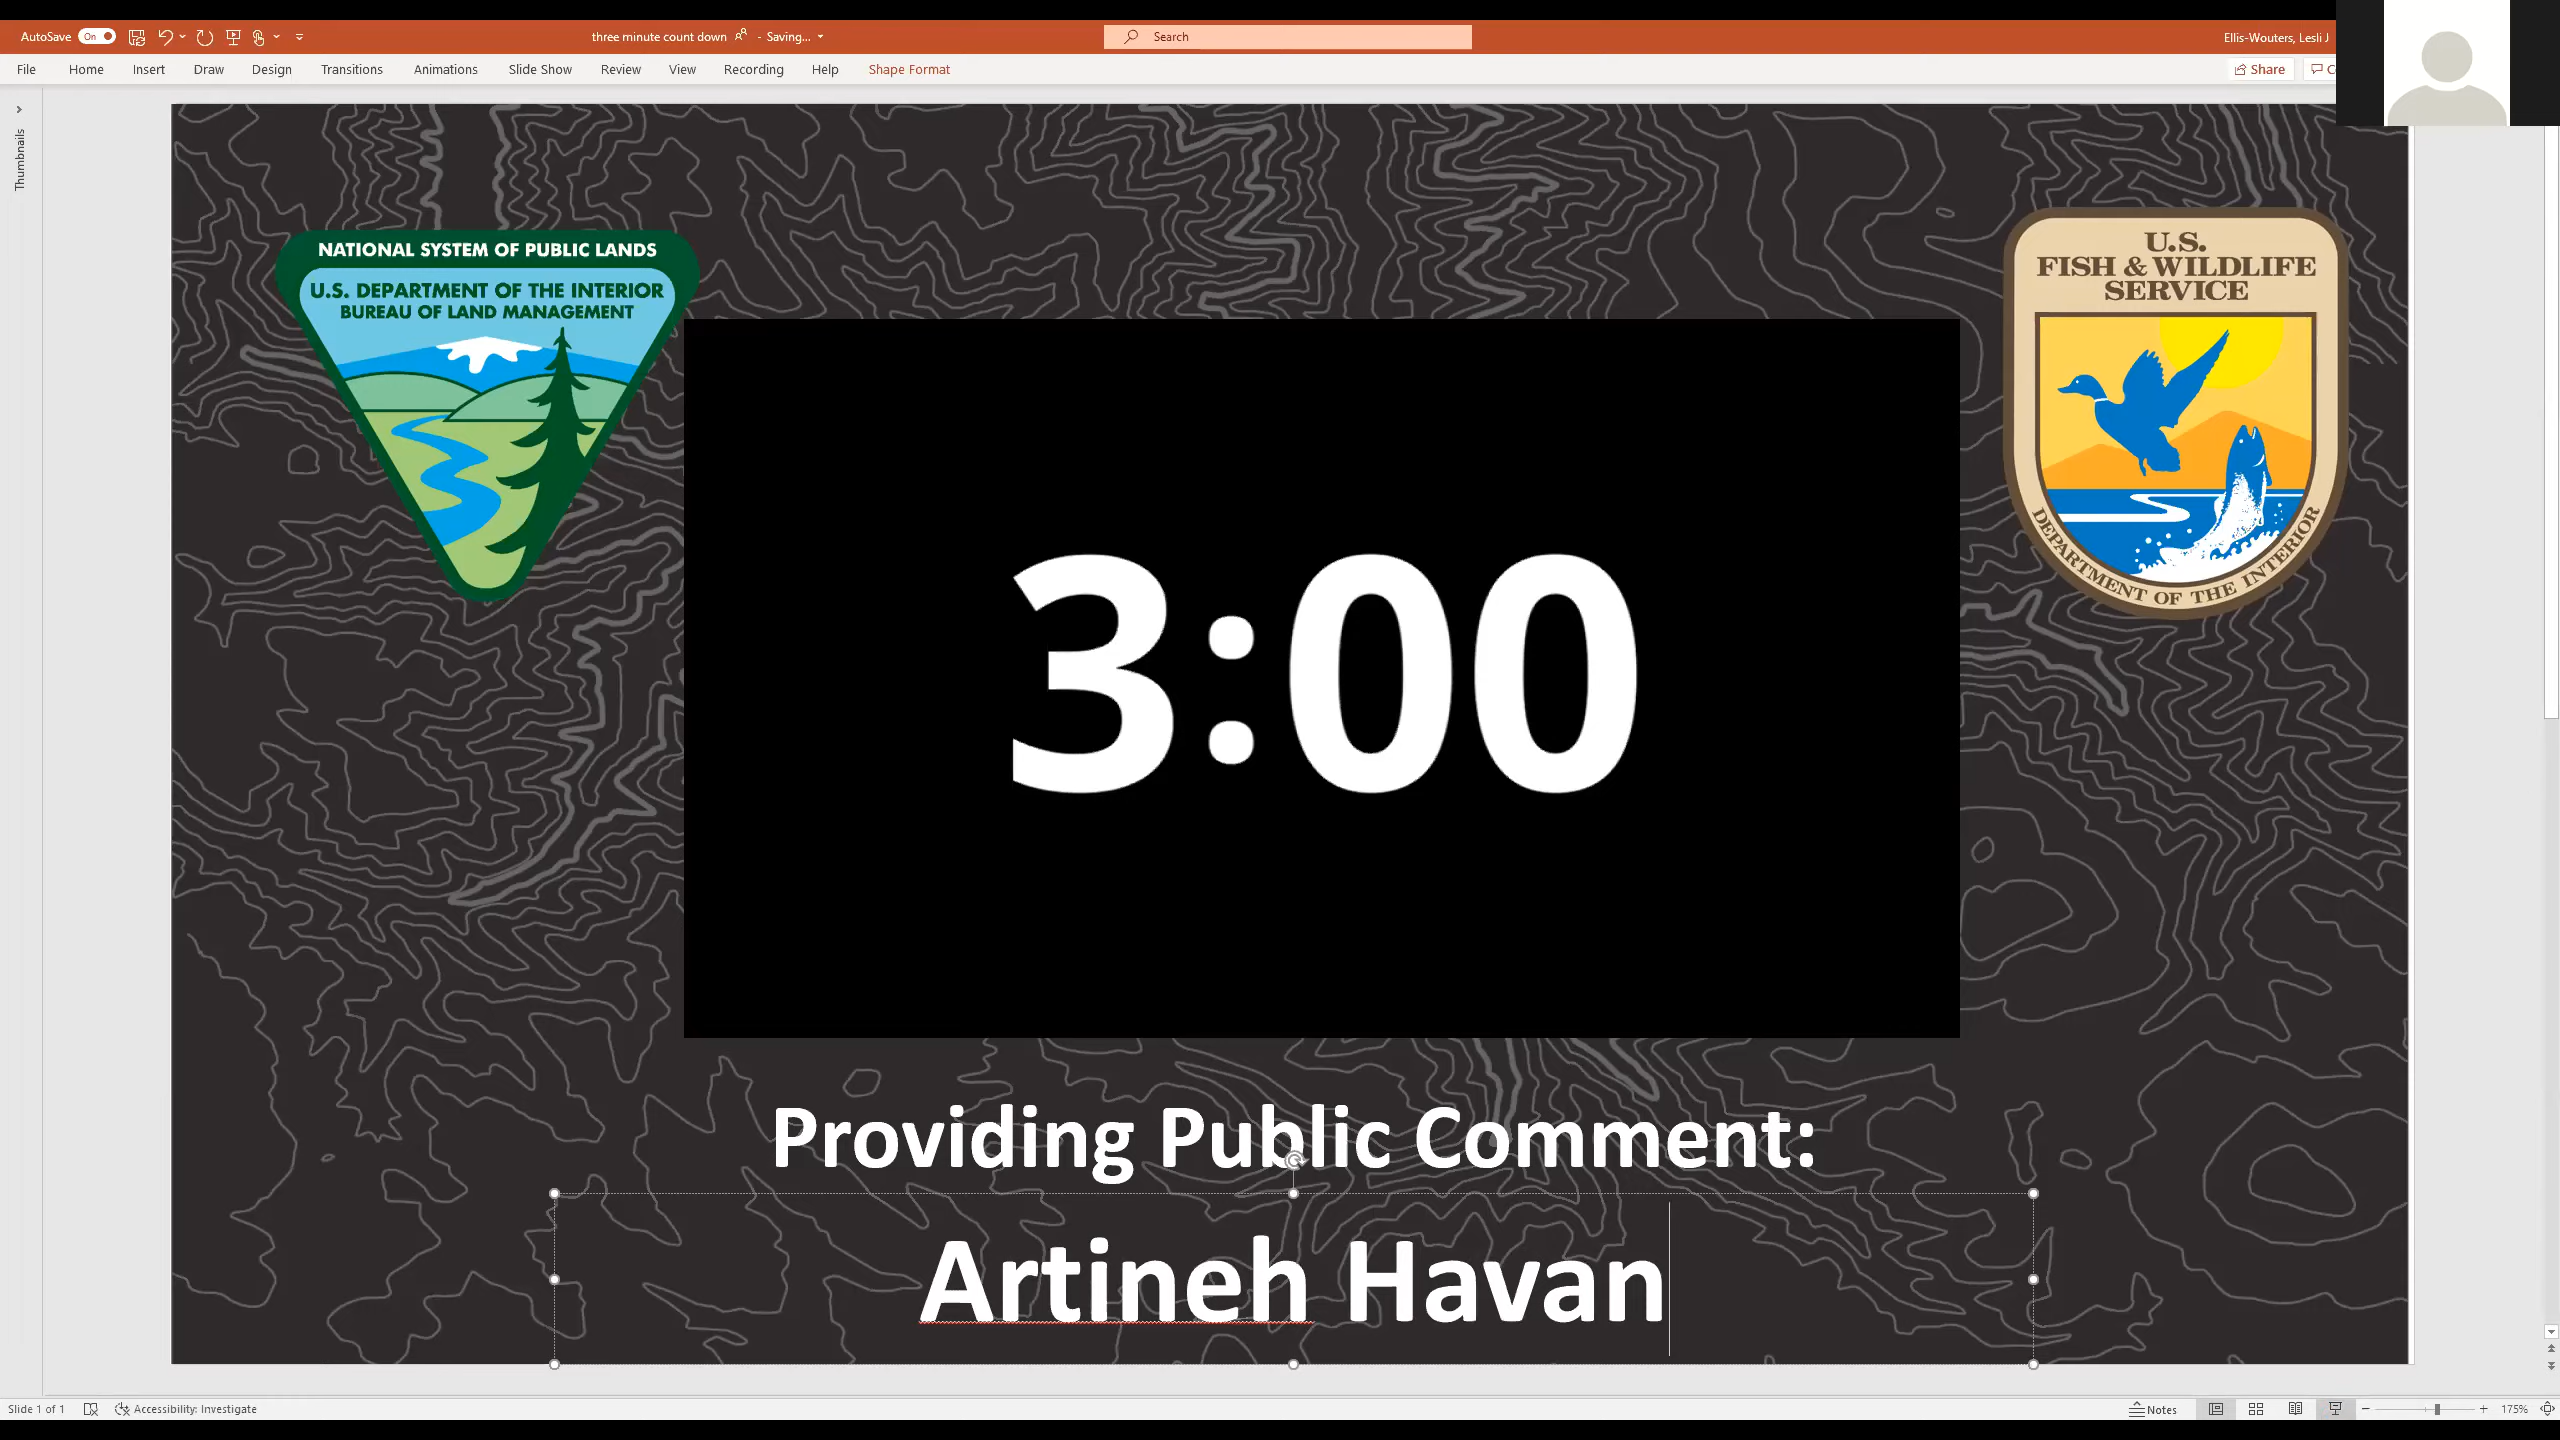 AutoSave On three minute count down - Saving... Search Ellis-Wouters, Lesli J
File Home Insert Draw Design Transitions Animations Slide Show Review View Recording Help Shape Format Share
Thumbnails
NATIONAL SYSTEM OF PUBLIC LANDS
U.S. DEPARTMENT OF THE INTERIOR
BUREAU OF LAND MANAGEMENT
U.S.
FISH & WILDLIFE
SERVICE
DEPARTMENT OF THE INTERIOR
3:00
Providing Public Comment:
Artineh Havan
Slide 1 of 1 Accessibility: Investigate Notes 175%